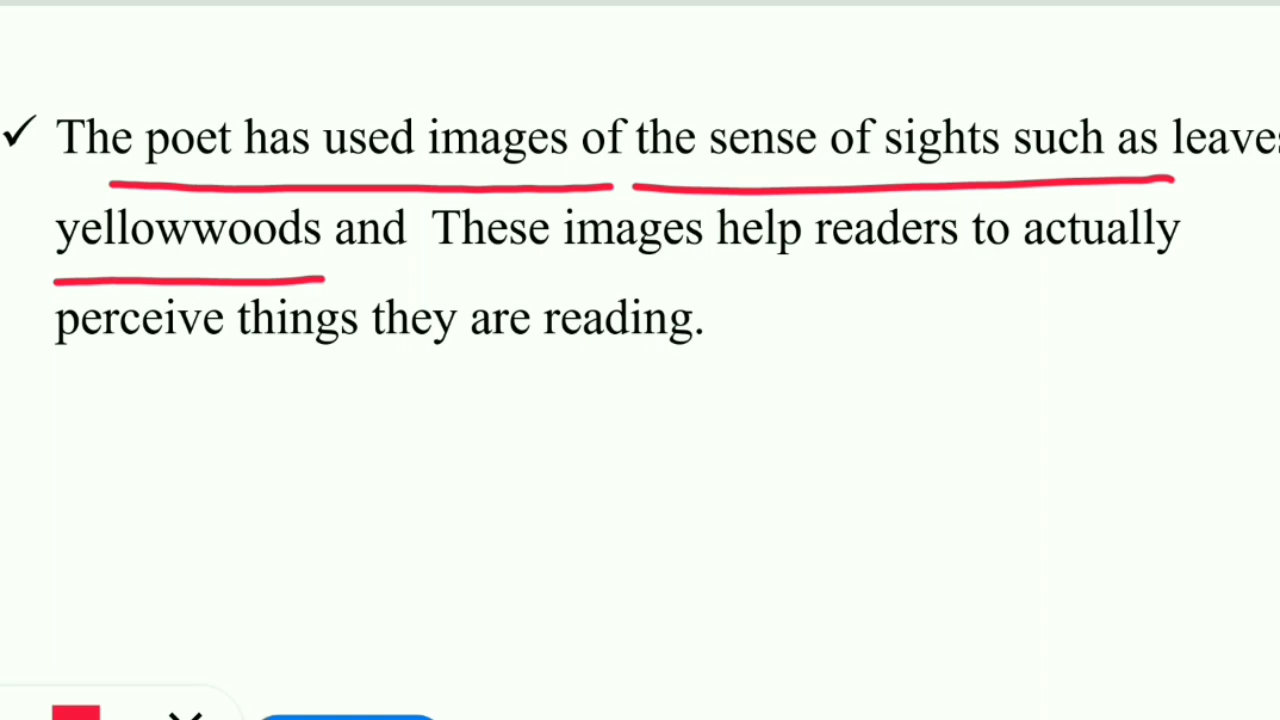 ✓ The poet has used images of the sense of sights such as leaves
yellowwoods and These images help readers to actually
perceive things they are reading.